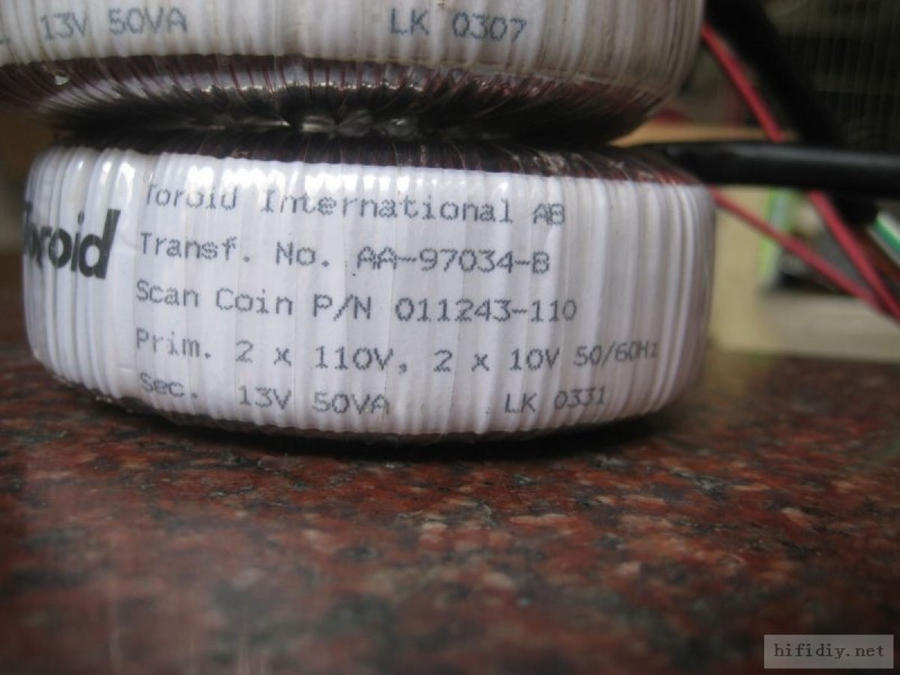 13V 50VA LK 0307
Toroid
Toroid International AB
Transf. No. AA-97034-B
Scan Coin P/N 011243-110
Prim. 2 x 110V, 2 x 10V 50/60Hz
Sec. 13V 50VA LK 0331
hifidiy.net